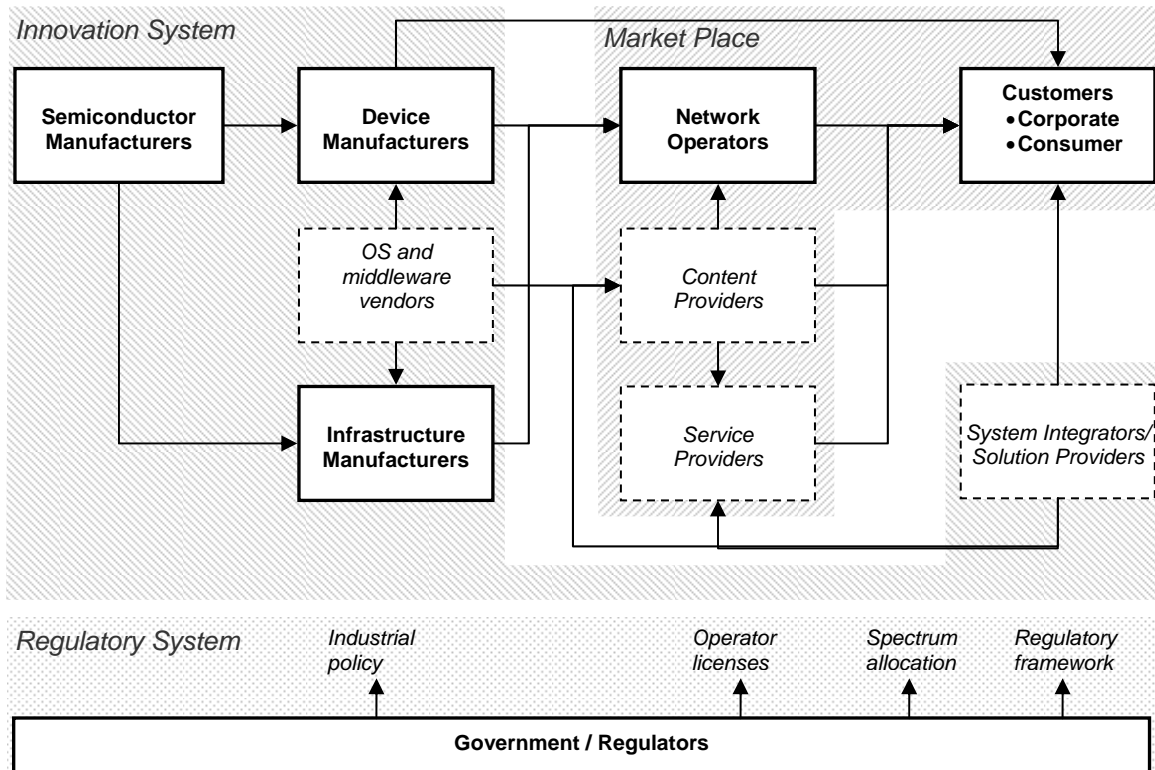 Innovation System
Market Place
Semiconductor
Manufacturers
Device
Manufacturers
Network
Operators
Customers
•Corporate
•Consumer
OS and
middleware
vendors
Content
Providers
Infrastructure
Manufacturers
Service
Providers
System Integrators/
Solution Providers
Regulatory System
Industrial
policy
Operator
licenses
Spectrum
allocation
Regulatory
framework
Government / Regulators